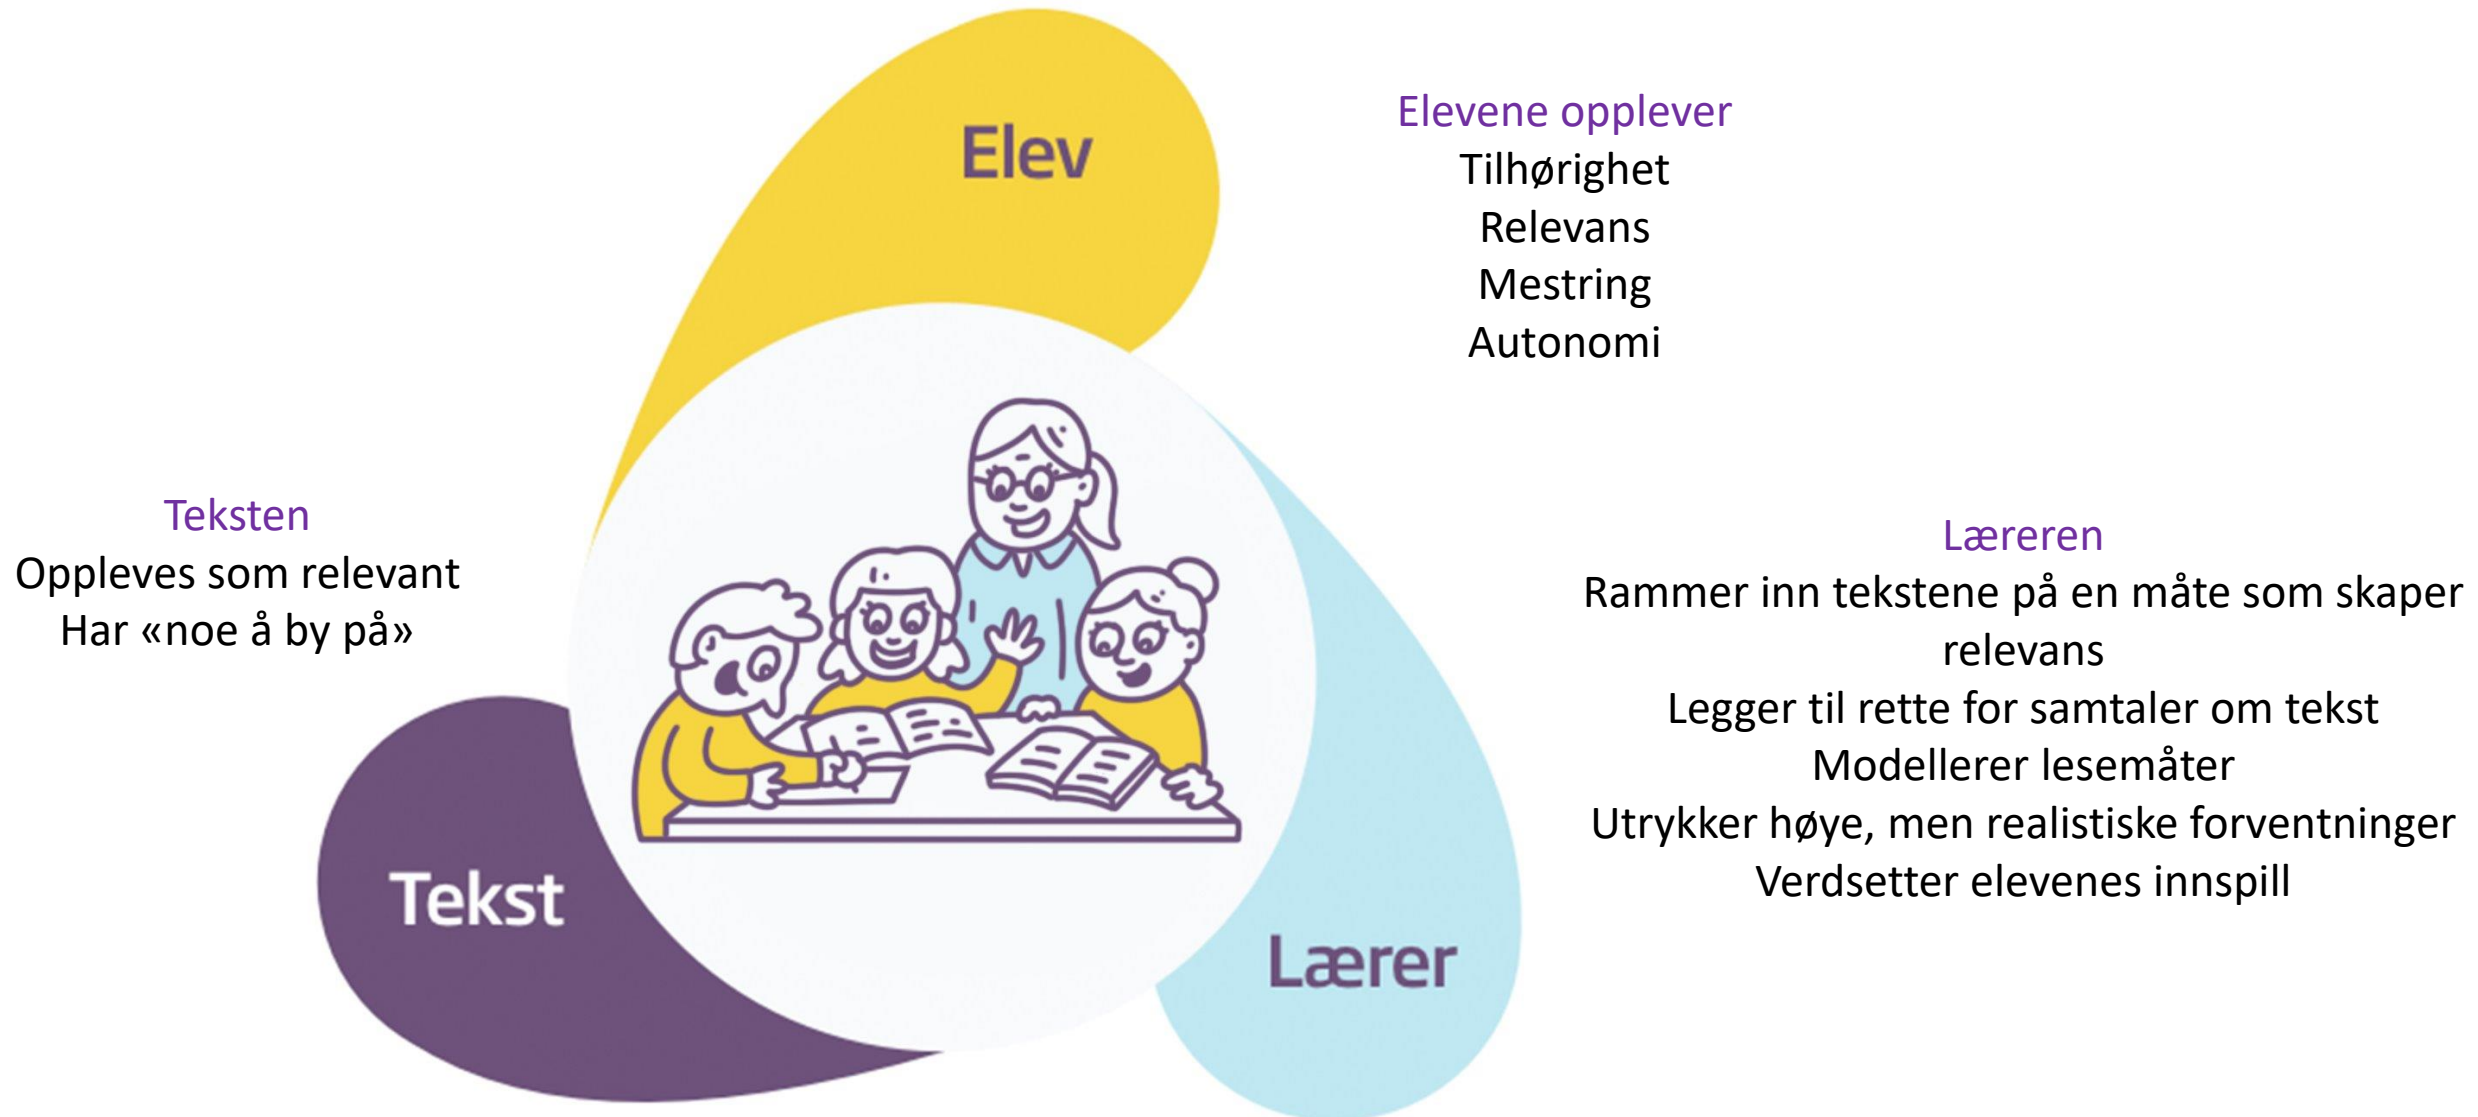 Elev
Elevene opplever
Tilhørighet
Relevans
Mestring
Autonomi
Teksten
Oppleves som relevant
Har «noe å by på»
Læreren
Rammer inn tekstene på en måte som skaper
relevans
Legger til rette for samtaler om tekst
Modellerer lesemåter
Utrykker høye, men realistiske forventninger
Verdsetter elevenes innspill
Tekst
Lærer